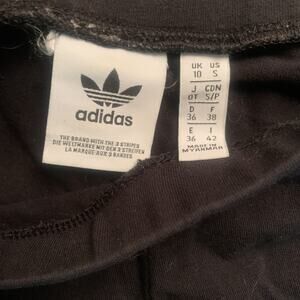 adidas
THE BRAND WITH THE 3 STRIPES
DIE WELTMARKE MIT DEN 3 STREIFEN
LA MARQUE AUX 3 BANDES
UK US
10 S
J CDN
OT S/P
D F
36 38
E I
36 42
MADE IN
MYANMAR